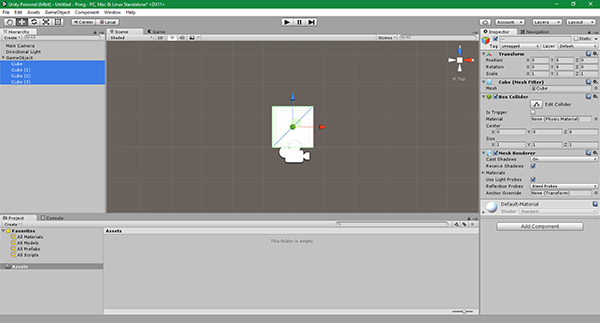 Unity Personal (64bit) - Untitled - Pong - PC, Mac & Linux Standalone* <DX11>
File Edit Assets GameObject Component Window Help
Center Local Account Layers Layout
Hierarchy
Create All
Main Camera
Directional Light
GameObject
Cube
Cube (1)
Cube (2)
Cube (3)
Scene Game
Shaded 2D Gizmos All
Top
Inspector Navigation
Static
Tag Untagged Layer Default
Transform
Position X 0 Y 0 Z 0
Rotation X 0 Y 0 Z 0
Scale X 1 Y 1 Z 1
Cube (Mesh Filter)
Mesh Cube
Box Collider
Edit Collider
Is Trigger
Material None (Physic Material)
Center
X 0 Y 0 Z 0
Size
X 1 Y 1 Z 1
Mesh Renderer
Cast Shadows On
Receive Shadows
Materials
Use Light Probes
Reflection Probes Blend Probes
Anchor Override None (Transform)
Default-Material
Shader Standard
Add Component
Project Console
Create
Favorites
All Materials
All Models
All Prefabs
All Scripts
Assets
Assets
This folder is empty